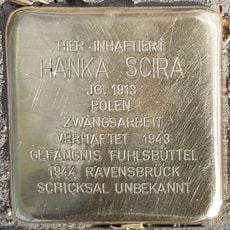 HIER INHAFTIERT
HANKA SCIRA
JG. 1913
POLEN
ZWANGSARBEIT
VERHAFTET 1943
GEFÄNGNIS FUHLSBÜTTEL
1944 RAVENSBRÜCK
SCHICKSAL UNBEKANNT